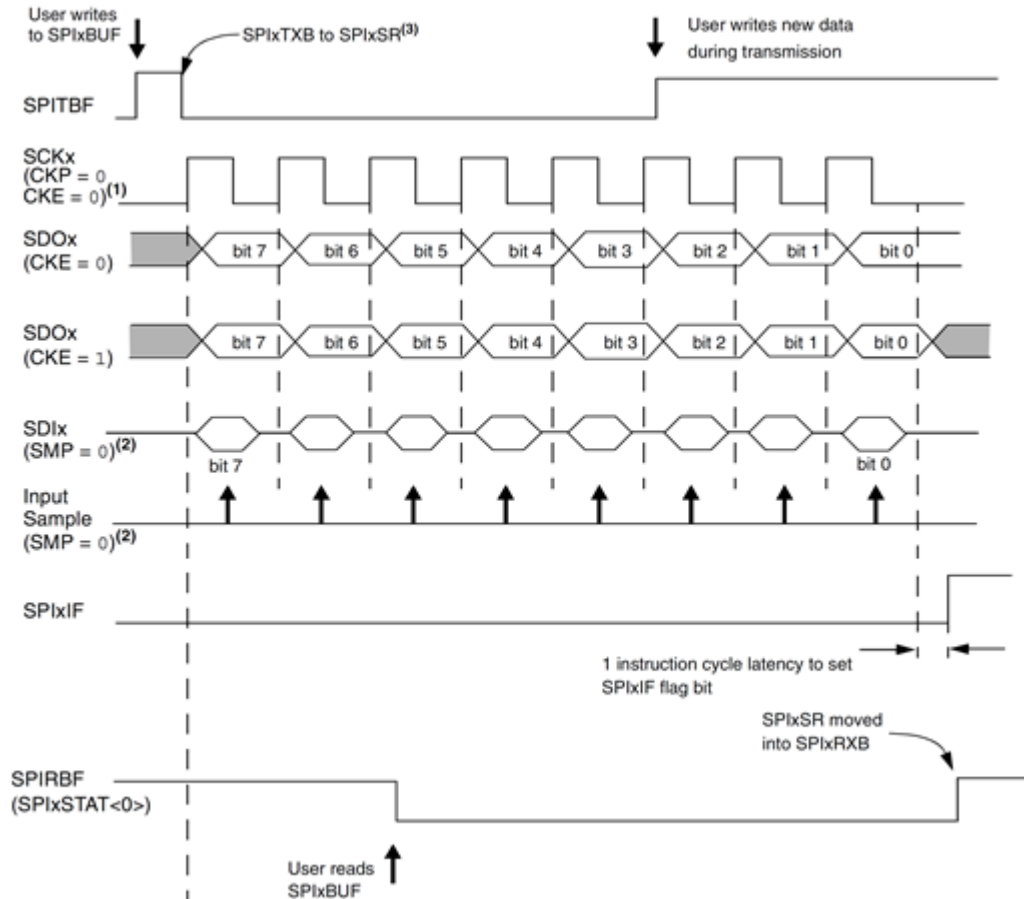 User writes
to SPIxBUF
SPIxTXB to SPIxSR(3)
User writes new data
during transmission
SPITBF
SCKx
(CKP = 0
CKE = 0)(1)
SDOx
(CKE = 0)
bit 7 bit 6 bit 5 bit 4 bit 3 bit 2 bit 1 bit 0
SDOx
(CKE = 1)
bit 7 bit 6 bit 5 bit 4 bit 3 bit 2 bit 1 bit 0
SDIx
(SMP = 0)(2)
bit 7 bit 0
Input
Sample
(SMP = 0)(2)
SPIxIF
1 instruction cycle latency to set
SPIxIF flag bit
SPIxSR moved
into SPIxRXB
SPIRBF
(SPIxSTAT<0>)
User reads
SPIxBUF